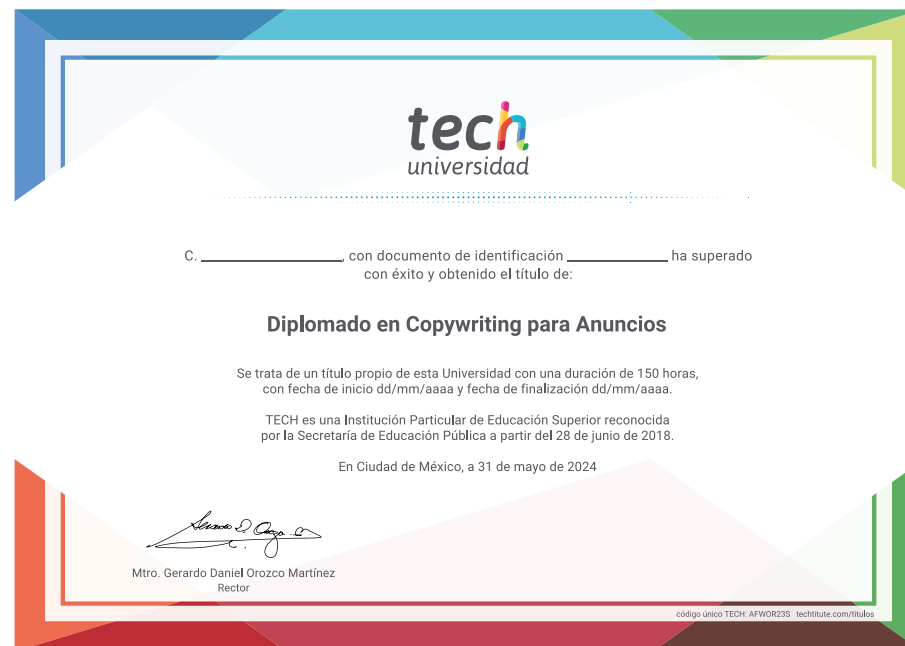 tech
universidad
C. ____________, con documento de identificación ____________ ha superado
con éxito y obtenido el título de:
Diplomado en Copywriting para Anuncios
Se trata de un título propio de esta Universidad con una duración de 150 horas,
con fecha de inicio dd/mm/aaaa y fecha de finalización dd/mm/aaaa.
TECH es una Institución Particular de Educación Superior reconocida
por la Secretaría de Educación Pública a partir del 28 de junio de 2018.
En Ciudad de México, a 31 de mayo de 2024
Mtro. Gerardo Daniel Orozco Martínez
Rector
código único TECH: AFWOR23S techtitute.com/títulos